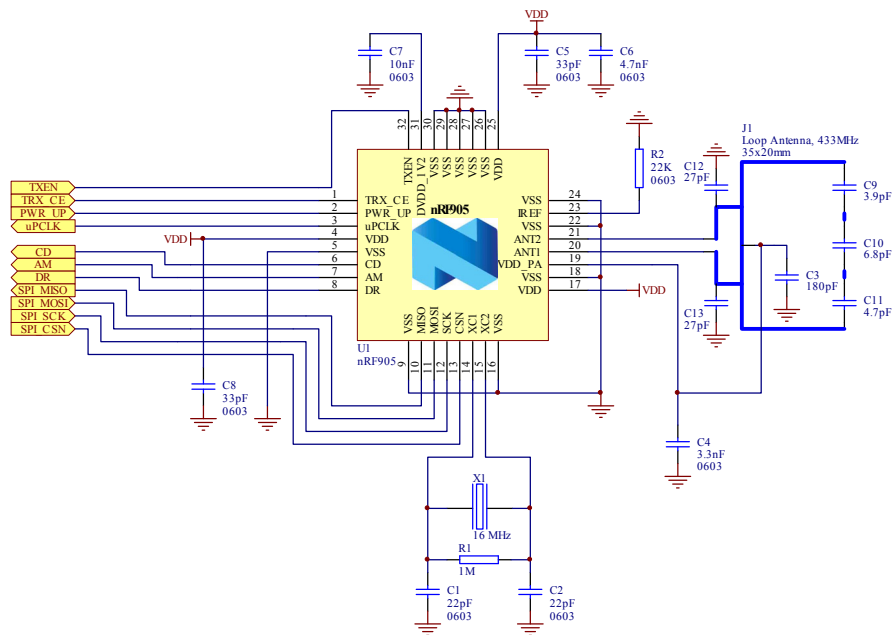 VDD
C7
10nF
0603
C5
33pF
0603
C6
4.7nF
0603
32
31
30
29
28
27
26
25
TXEN
DVDD_1V2
VSS
VSS
VSS
VSS
VSS
VDD
R2
22K
0603
J1
Loop Antenna, 433MHz
35x20mm
C12
27pF
C9
3.9pF
C10
6.8pF
C11
4.7pF
C3
180pF
C13
27pF
TXEN
TRX_CE
PWR_UP
uPCLK
CD
AM
DR
SPI_MISO
SPI_MOSI
SPI_SCK
SPI_CSN
VDD
1
2
3
4
5
6
7
8
TRX_CE
PWR_UP
uPCLK
VDD
VSS
CD
AM
DR
nRF905
VSS
IREF
VSS
ANT2
ANT1
VDD_PA
VSS
VDD
24
23
22
21
20
19
18
17
VDD
VSS
MISO
MOSI
SCK
CSN
XC1
XC2
VSS
U1
nRF905
9
10
11
12
13
14
15
16
C8
33pF
0603
C4
3.3nF
0603
X1
16 MHz
R1
1M
C1
22pF
0603
C2
22pF
0603